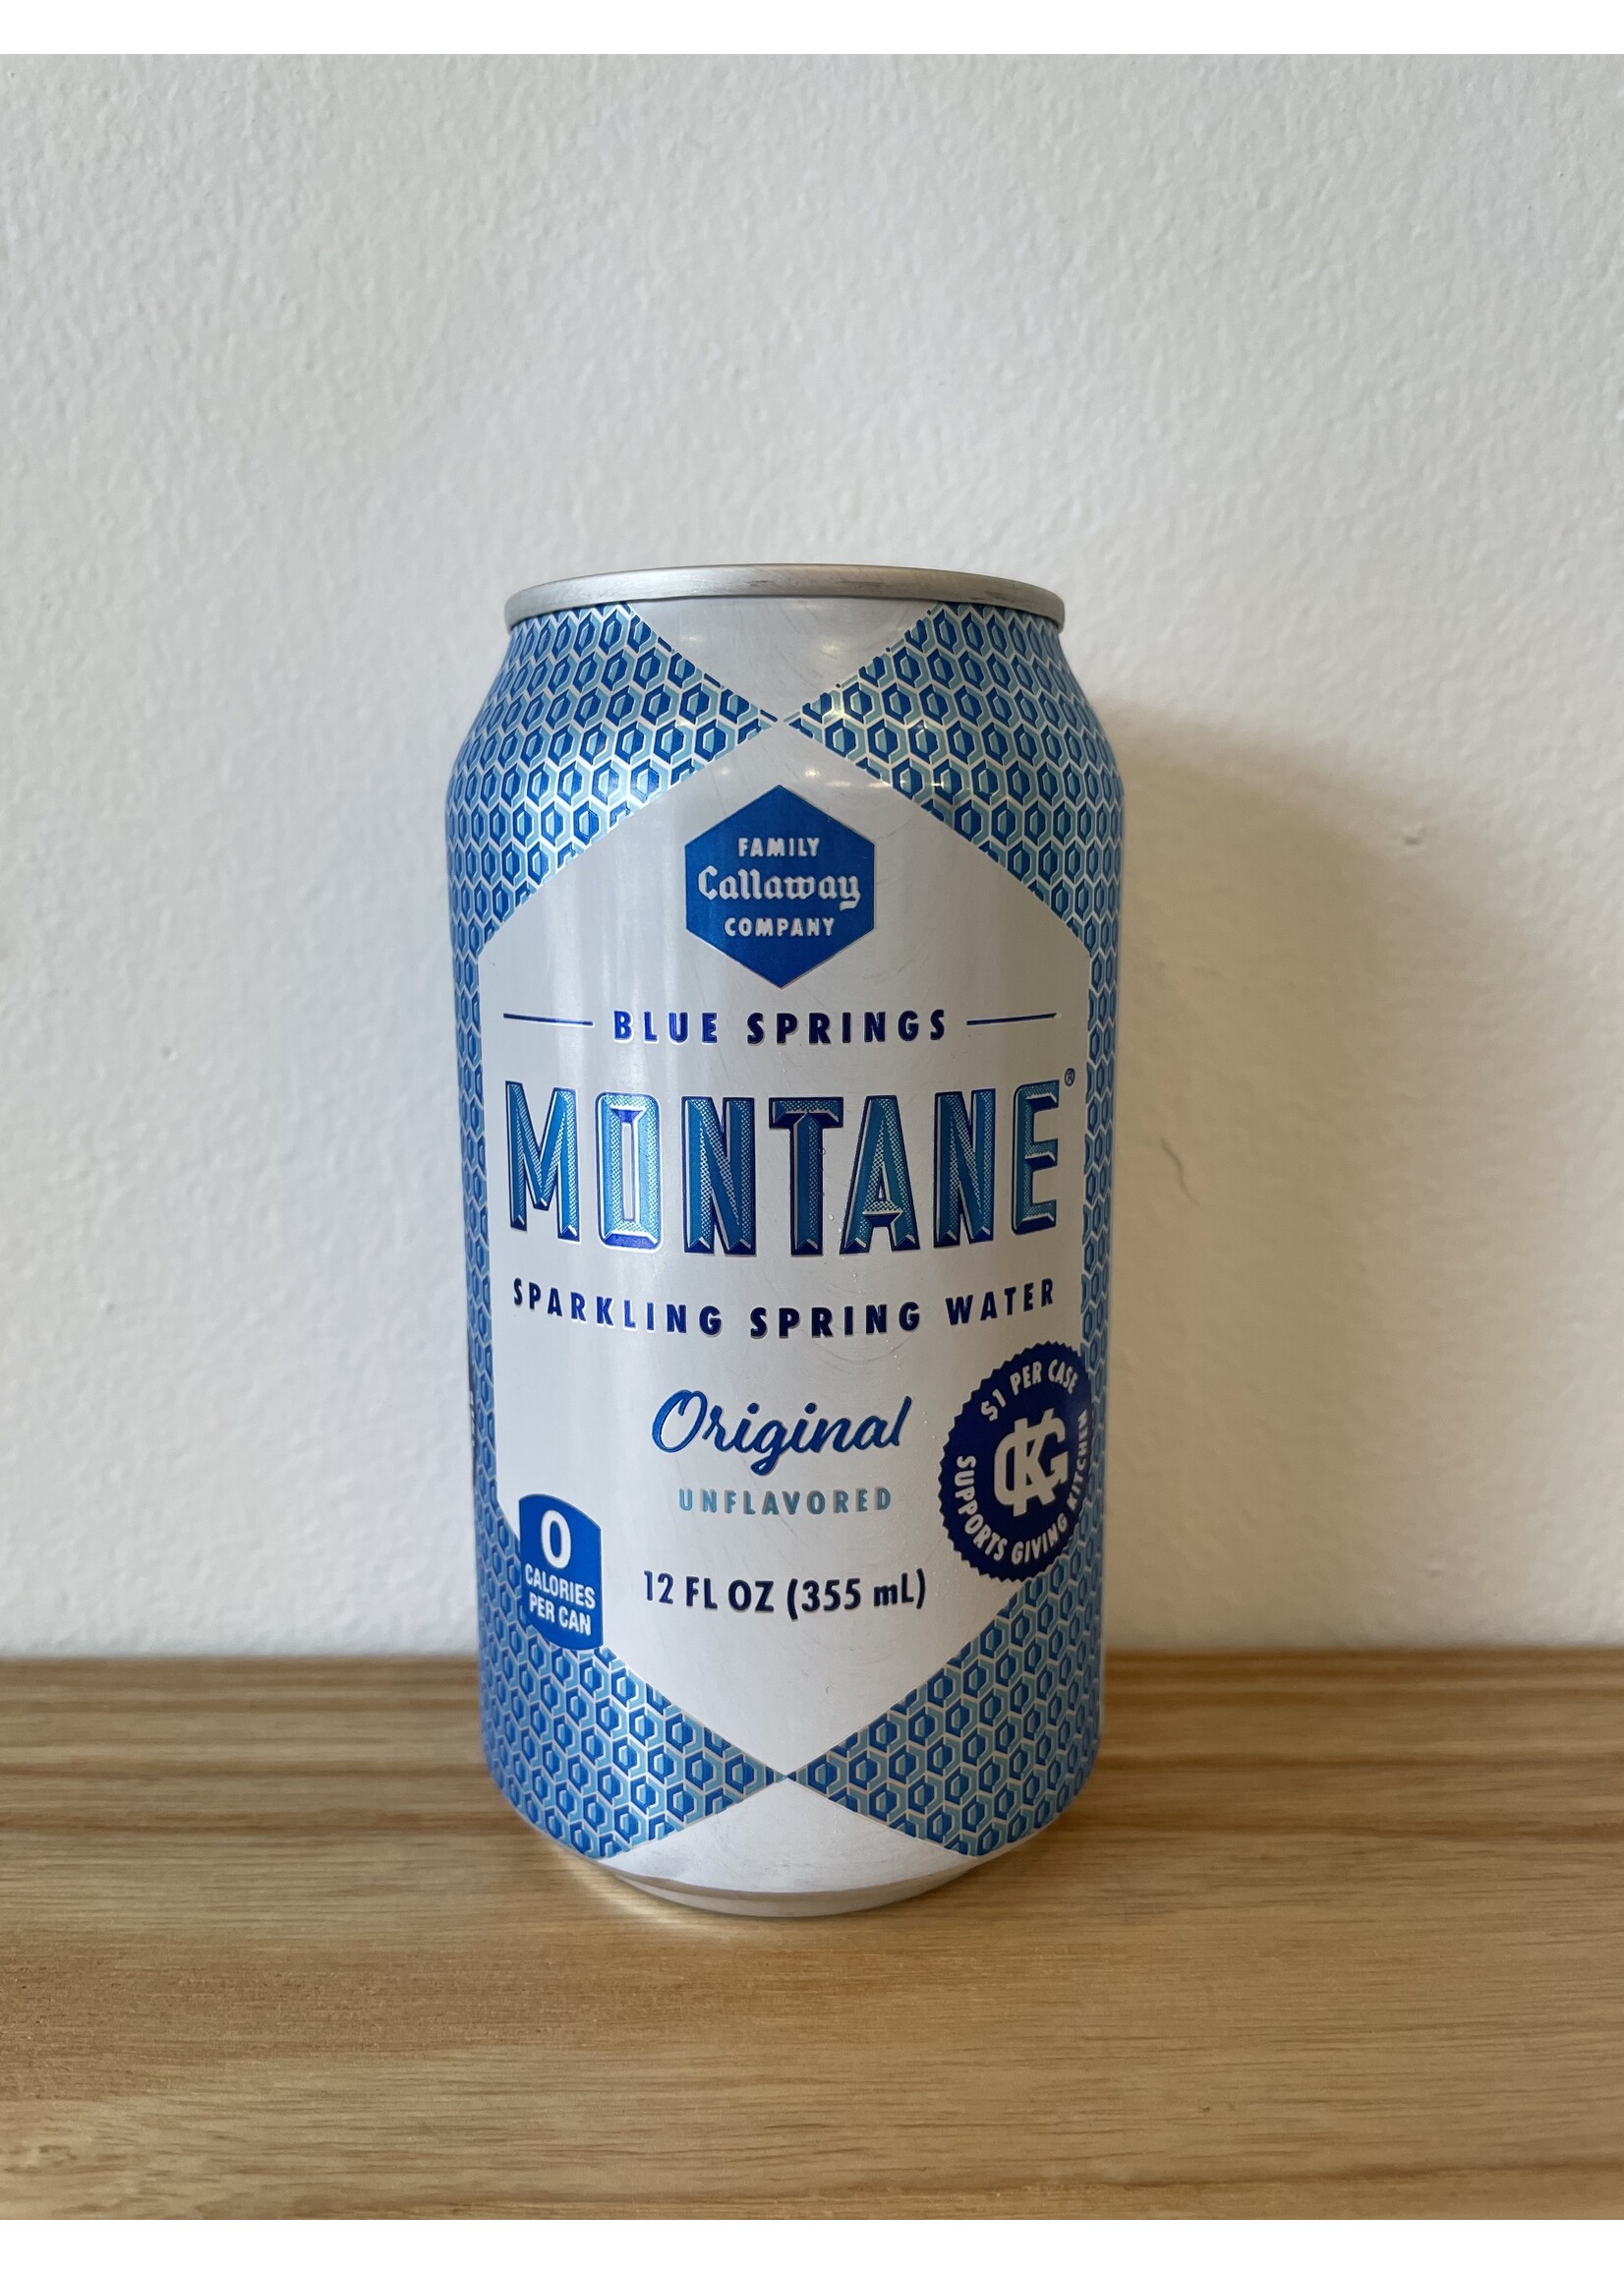 FAMILY
Callaway
COMPANY
BLUE SPRINGS
MONTANE®
SPARKLING SPRING WATER
Original
UNFLAVORED
$1 PER CASE
GK
SUPPORTS GIVING KITCHEN
0
CALORIES
PER CAN
12 FL OZ (355 mL)